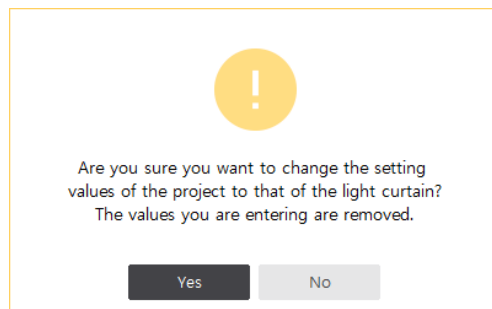 !
Are you sure you want to change the setting
values of the project to that of the light curtain?
The values you are entering are removed.
Yes No